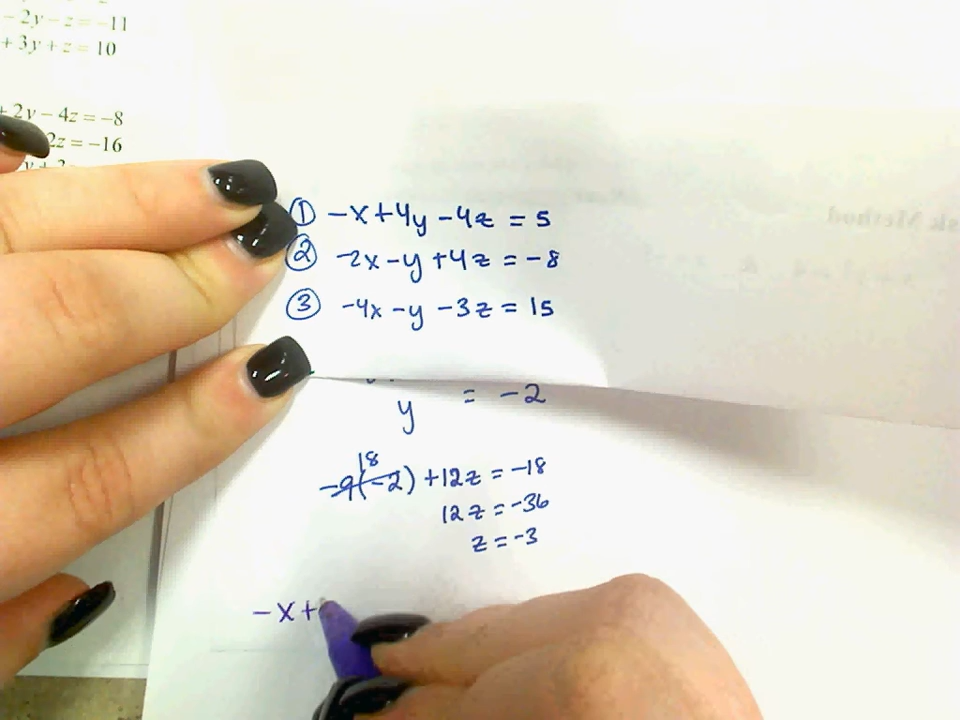 - 2y - z = -11
+ 3y + z = 10
+ 2y - 4z = -8
2z = -16
① -x+4y -4z = 5
② -2x-y +4z = -8
③ -4x -y -3z = 15
y = -2
18
-9(-2) +12z = -18
12z = -36
z = -3
-x+